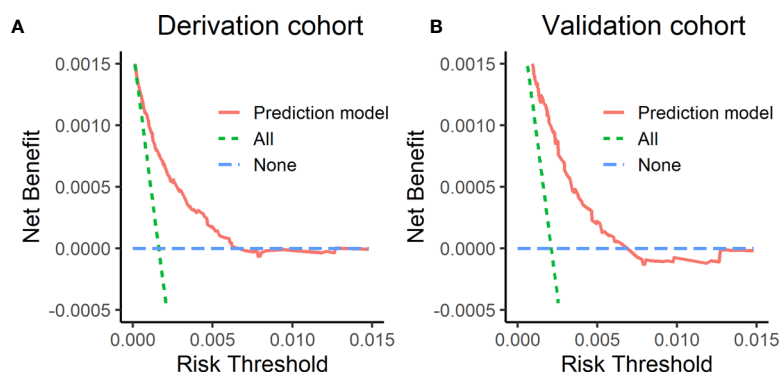 A Derivation cohort
0.0015
0.0010
0.0005
0.0000
-0.0005
Net Benefit
Prediction model
All
None
0.000 0.005 0.010 0.015
Risk Threshold
B Validation cohort
0.0015
0.0010
0.0005
0.0000
-0.0005
Net Benefit
Prediction model
All
None
0.000 0.005 0.010 0.015
Risk Threshold